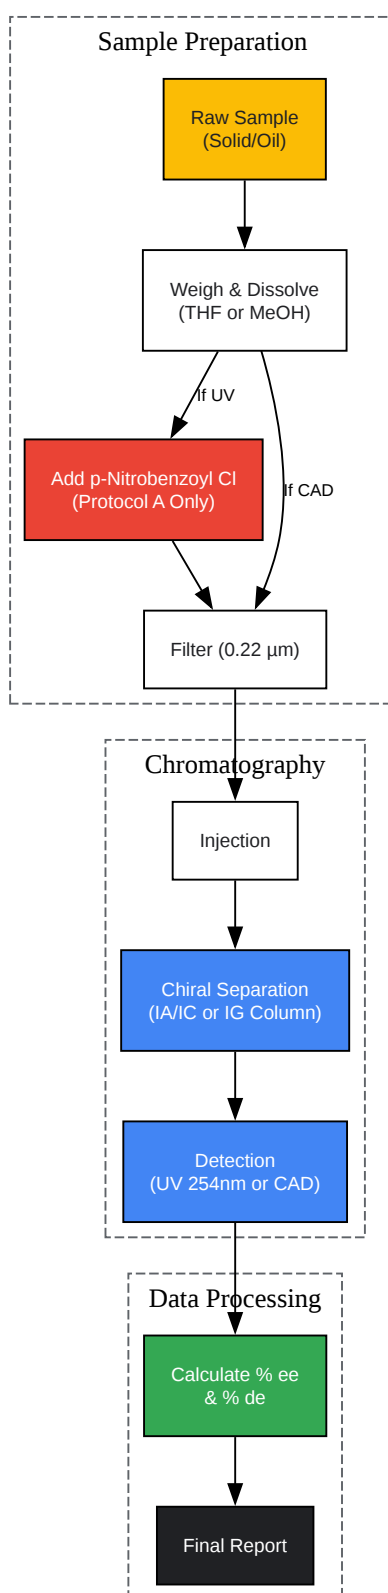 Sample Preparation
Raw Sample
(Solid/Oil)
Weigh & Dissolve
(THF or MeOH)
If UV
Add p-Nitrobenzoyl Cl
(Protocol A Only)
If CAD
Filter (0.22 µm)
Chromatography
Injection
Chiral Separation
(IA/IC or IG Column)
Detection
(UV 254nm or CAD)
Data Processing
Calculate % ee
& % de
Final Report